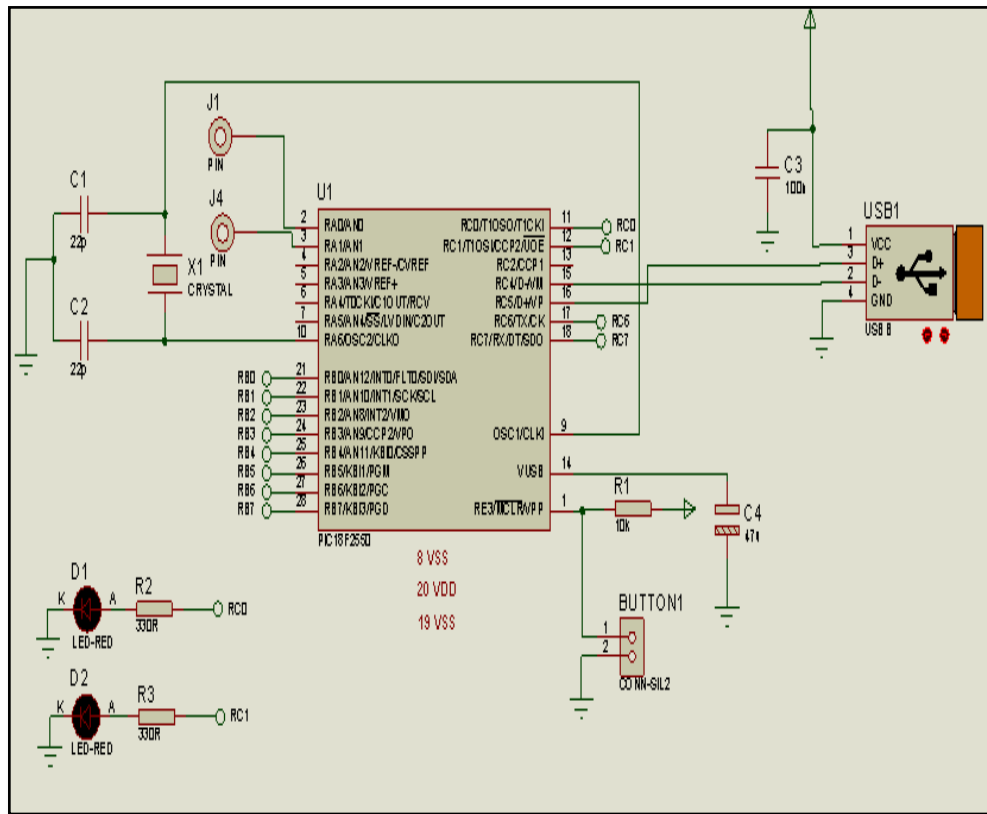 J1
PIN
J4
PIN
C1
22p
C2
22p
X1
CRYSTAL
U1
2 RA0/AN0
3 RA1/AN1
4 RA2/AN2/VREF-/CVREF
5 RA3/AN3/VREF+
6 RA4/T0CKI/C1OUT/RCV
7 RA5/AN4/SS/LVDIN/C2OUT
10 RA6/OSC2/CLKO
RB0 21 RB0/AN12/INT0/FLT0/SDI/SDA
RB1 22 RB1/AN10/INT1/SCK/SCL
RB2 23 RB2/AN8/INT2/VMO
RB3 24 RB3/AN9/CCP2/VPO
RB4 25 RB4/AN11/KBI0/CSSPP
RB5 26 RB5/KBI1/PGM
RB6 27 RB6/KBI2/PGC
RB7 28 RB7/KBI3/PGD
RC0/T1OSO/T1CKI 11 RC0
RC1/T1OSI/CCP2/UOE 12 RC1
RC2/CCP1 13
RC4/D-/VM 15
RC5/D+/VP 16
RC6/TX/CK 17 RC6
RC7/RX/DT/SDO 18 RC7
OSC1/CLKI 9
VUSB 14
RE3/MCLR/VPP 1
PIC18F2550
8 VSS
20 VDD
19 VSS
C3
100n
USB1
1 VCC
3 D+
2 D-
4 GND
USB B
R1
10k
C4
47u
BUTTON1
1
2
CONN-SIL2
D1
K A
LED-RED
R2
330R
RC0
D2
K A
LED-RED
R3
330R
RC1